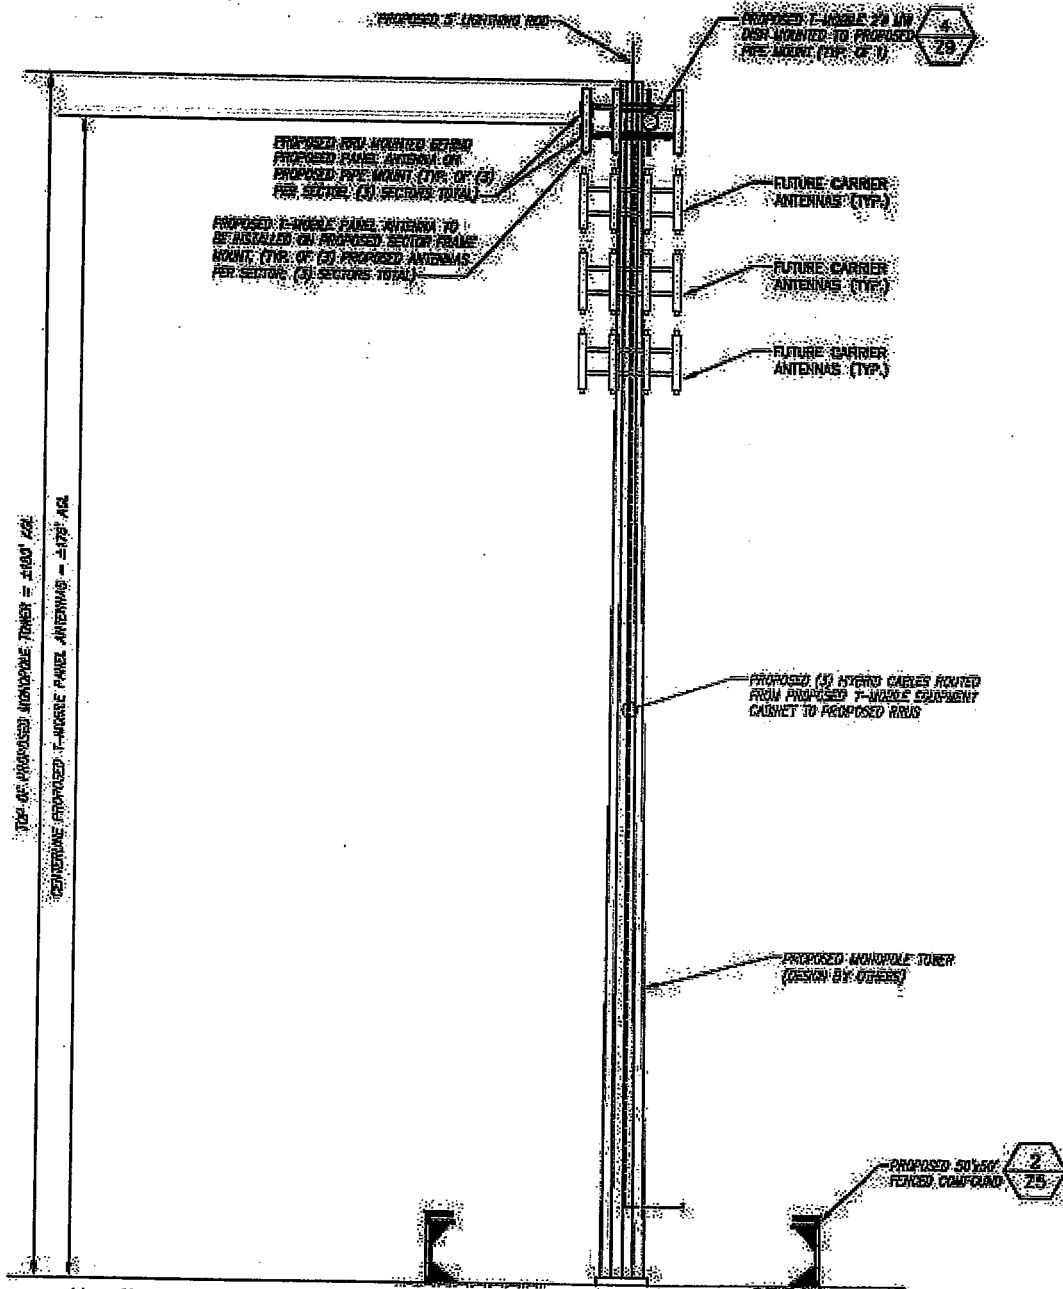 PROPOSED 5' LIGHTNING ROD
PROPOSED T-MOBILE 2'Ø MW
DISH MOUNTED TO PROPOSED
PIPE MOUNT (TYP. OF 1)
4
Z9
PROPOSED RRU MOUNTED BEHIND
PROPOSED PANEL ANTENNA ON
PROPOSED PIPE MOUNT (TYP. OF (3)
PER SECTOR, (3) SECTORS TOTAL)
PROPOSED T-MOBILE PANEL ANTENNA TO
BE INSTALLED ON PROPOSED SECTOR FRAME
MOUNT, (TYP. OF (3) PROPOSED ANTENNAS
PER SECTOR, (3) SECTORS TOTAL)
FUTURE CARRIER
ANTENNAS (TYP.)
FUTURE CARRIER
ANTENNAS (TYP.)
FUTURE CARRIER
ANTENNAS (TYP.)
TOP OF PROPOSED MONOPOLE TOWER = AGL
CENTERLINE PROPOSED T-MOBILE PANEL ANTENNAS = AGL
PROPOSED (3) HYBRID CABLES ROUTED
FROM PROPOSED T-MOBILE EQUIPMENT
CABINET TO PROPOSED RRUS
PROPOSED MONOPOLE TOWER
(DESIGN BY OTHERS)
PROPOSED 50'x50'
FENCED COMPOUND
2
Z5